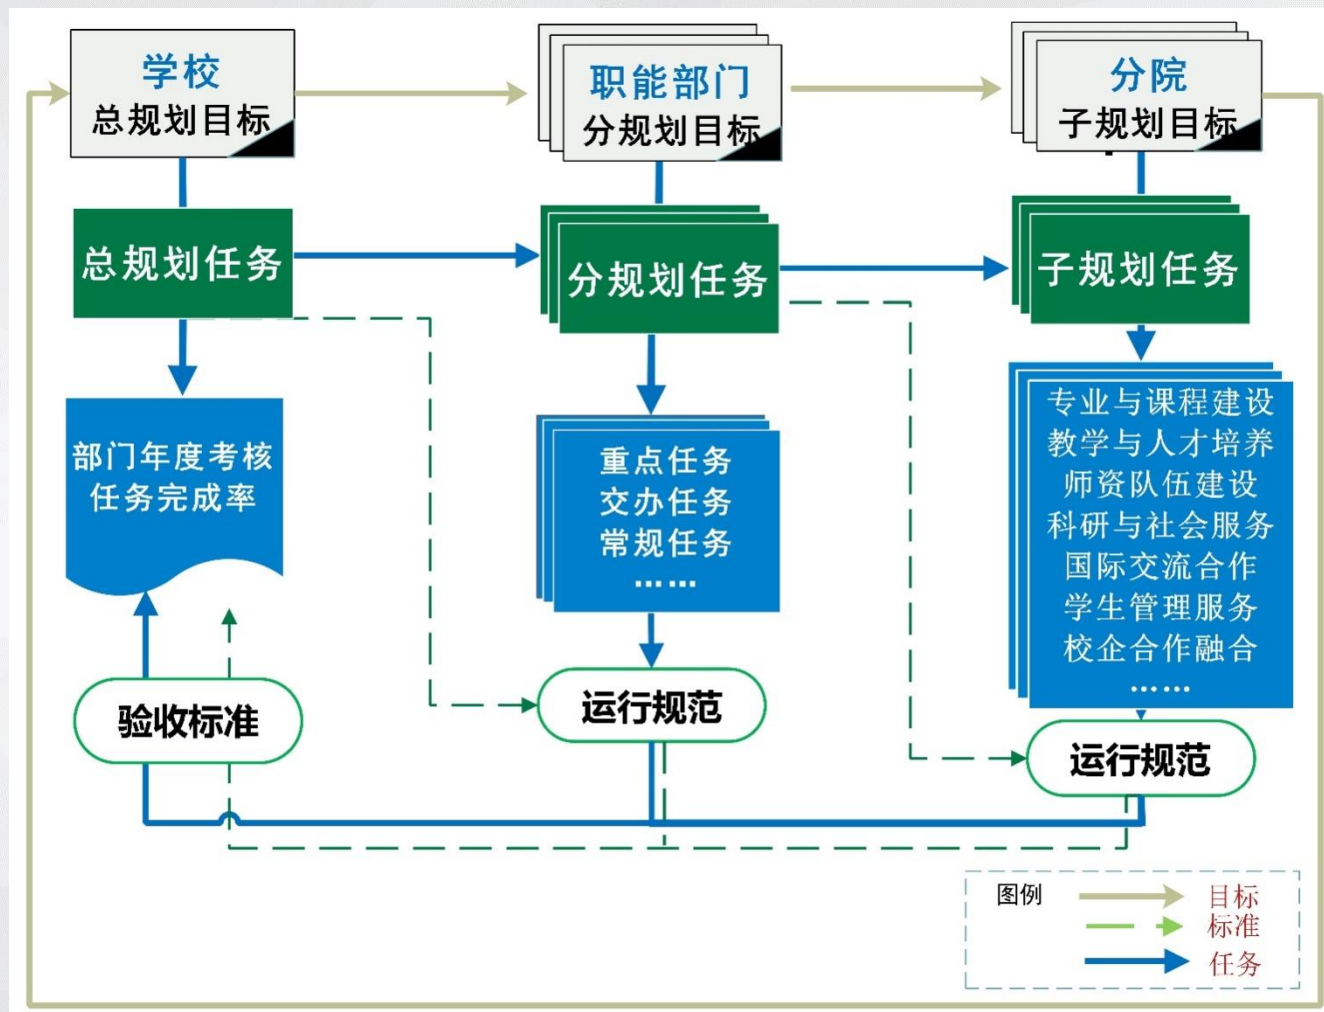 学校
总规划目标
职能部门
分规划目标
分院
子规划目标
总规划任务
分规划任务
子规划任务
部门年度考核
任务完成率
重点任务
交办任务
常规任务
……
专业与课程建设
教学与人才培养
师资队伍建设
科研与社会服务
国际交流合作
学生管理服务
校企合作融合
……
验收标准
运行规范
运行规范
图例
目标
标准
任务